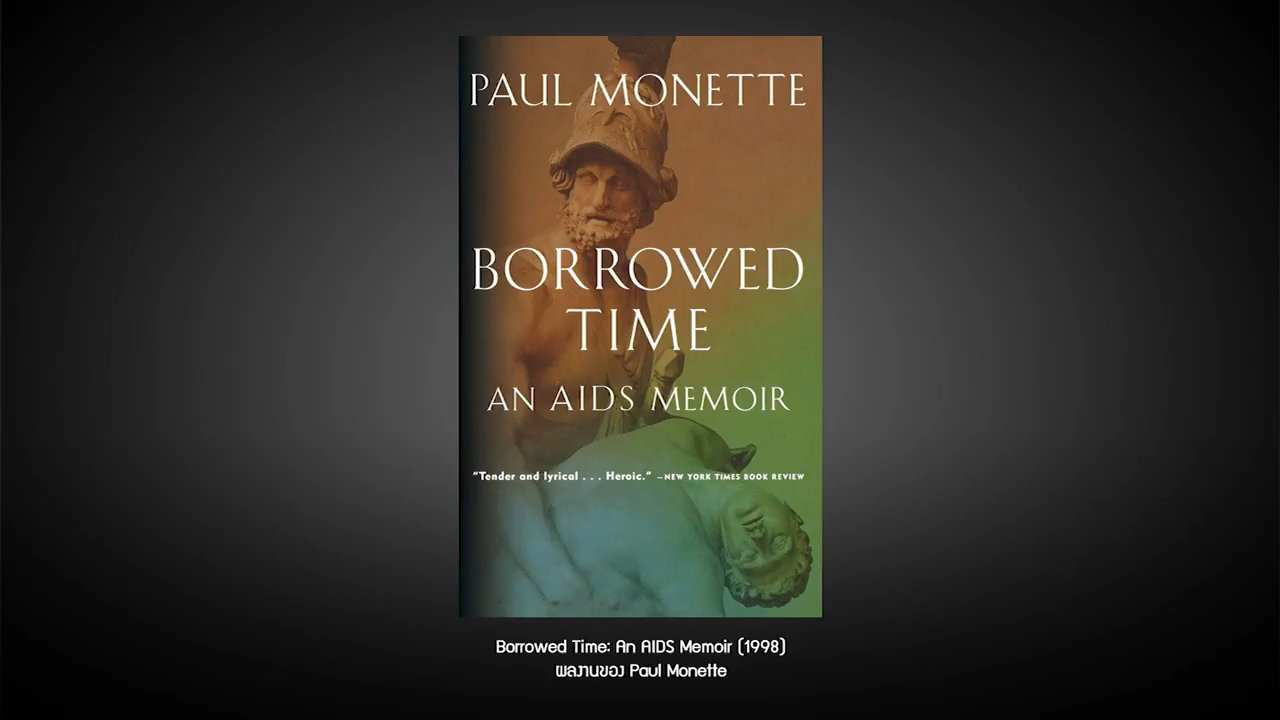 PAUL MONETTE
BORROWED
TIME
AN AIDS MEMOIR
"Tender and lyrical . . . Heroic." –NEW YORK TIMES BOOK REVIEW
Borrowed Time: An AIDS Memoir (1998)
ผลงานของ Paul Monette